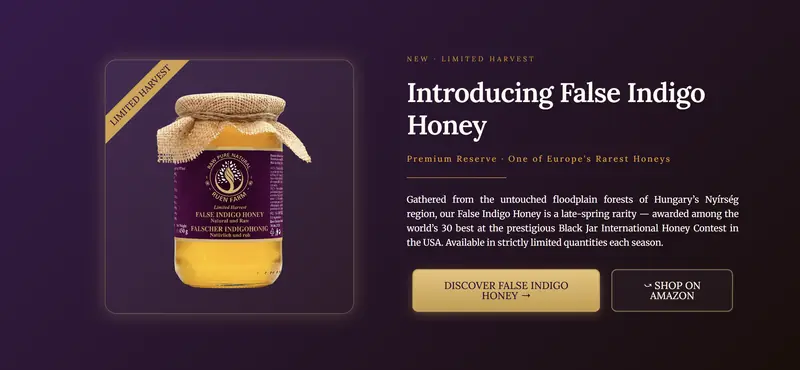 LIMITED HARVEST
RAW PURE NATURAL
RUEN FARM
Limited Harvest
FALSE INDIGO HONEY
Natural und Raw
FALSCHER INDIGOHONIG
Natürlich und roh
NEW · LIMITED HARVEST
Introducing False Indigo
Honey
Premium Reserve · One of Europe's Rarest Honeys
Gathered from the untouched floodplain forests of Hungary's Nyírség
region, our False Indigo Honey is a late-spring rarity — awarded among the
world's 30 best at the prestigious Black Jar International Honey Contest in
the USA. Available in strictly limited quantities each season.
DISCOVER FALSE INDIGO
HONEY →
⤻ SHOP ON
AMAZON